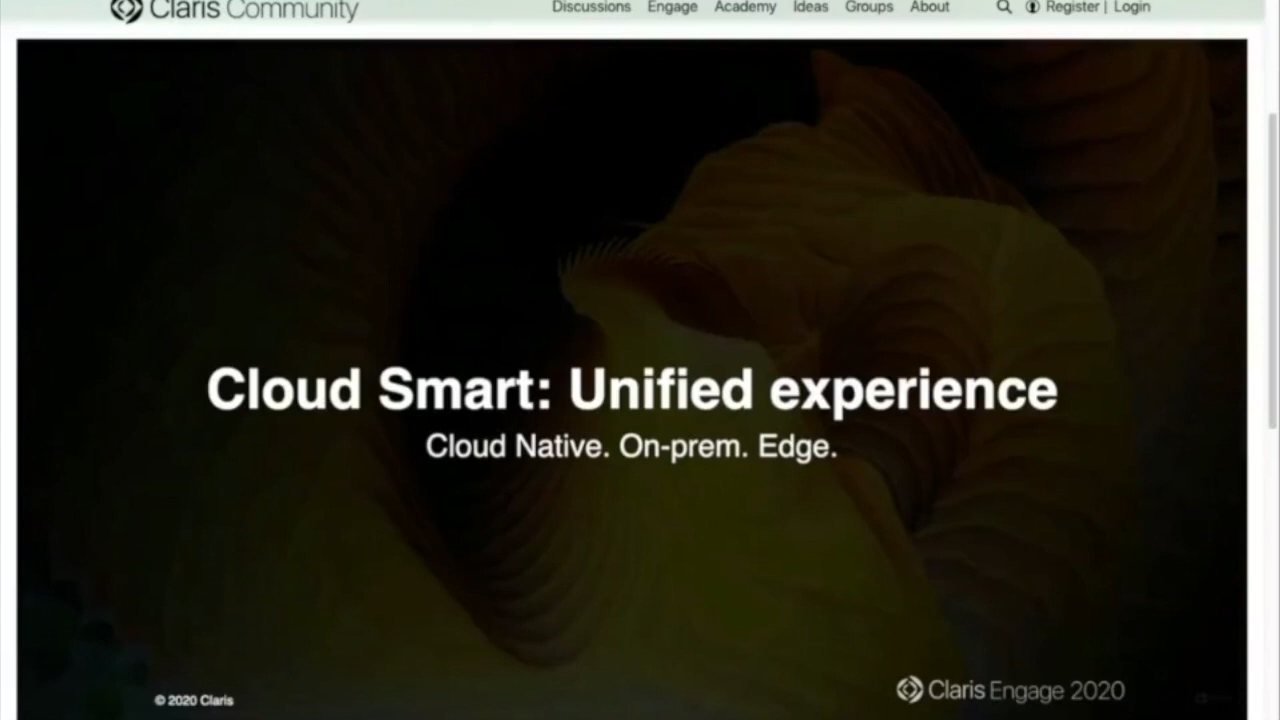 Claris Community
Discussions Engage Academy Ideas Groups About Register | Login
Cloud Smart: Unified experience
Cloud Native. On-prem. Edge.
© 2020 Claris
Claris Engage 2020